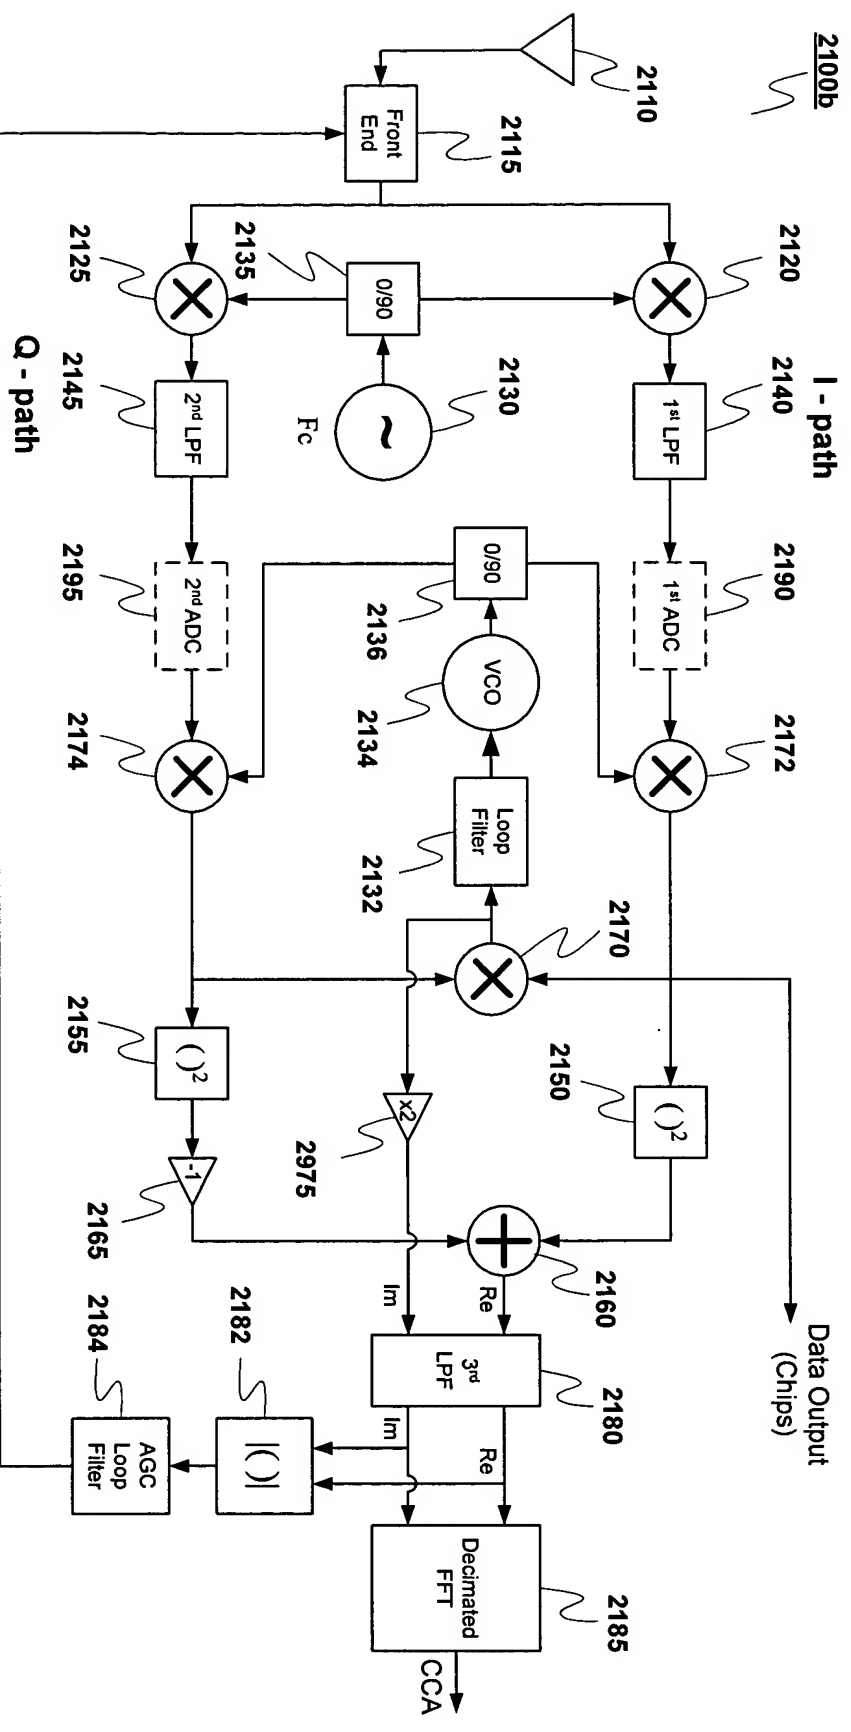 2100b
2110
Front
End
2115
2120
2125
2135
0/90
2130
~
Fc
I - path
Q - path
2140
1st LPF
2145
2nd LPF
2190
1st ADC
2195
2nd ADC
0/90
2136
VCO
2134
2172
2174
Loop
Filter
2132
2170
2150
( )2
2155
( )2
x2
2975
-1
2165
2160
Data Output
(Chips)
Re
Im
3rd
LPF
2180
Re
Im
2182
|( )|
2184
AGC
Loop
Filter
Decimated
FFT
2185
CCA